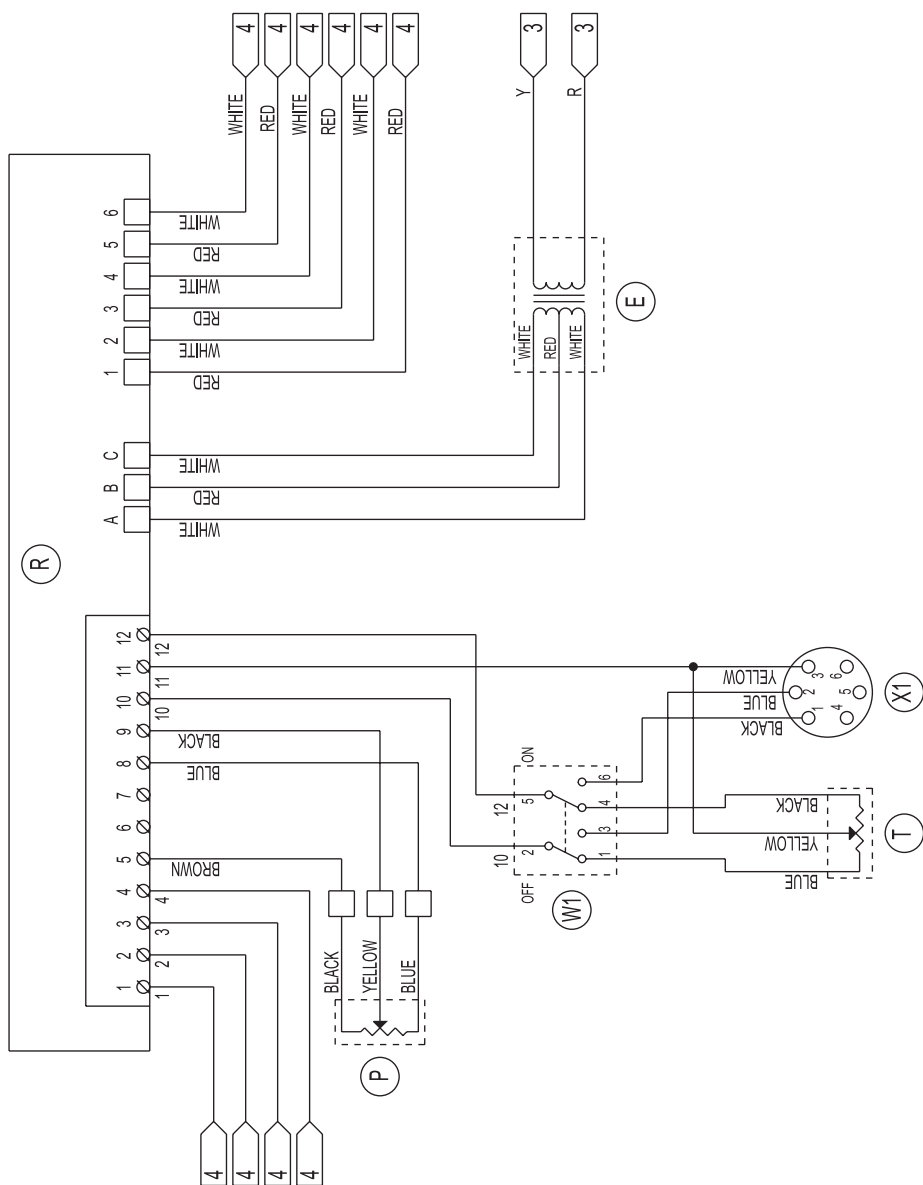 4
4
4
4
4
4
3
3
WHITE
RED
WHITE
RED
WHITE
RED
Y
R
6
5
4
3
2
1
WHITE
RED
WHITE
RED
WHITE
RED
WHITE
RED
WHITE
E
C
B
A
WHITE
RED
WHITE
R
12
11
10
9
8
7
6
5
4
3
2
1
12
11
10
BLACK
BLUE
BROWN
4
3
2
1
BLACK
YELLOW
BLUE
P
ON
OFF
12
10
5
2
6
4
3
1
W1
YELLOW
BLUE
BLACK
3
2
1
6
5
4
X1
BLACK
YELLOW
BLUE
T
4
4
4
4